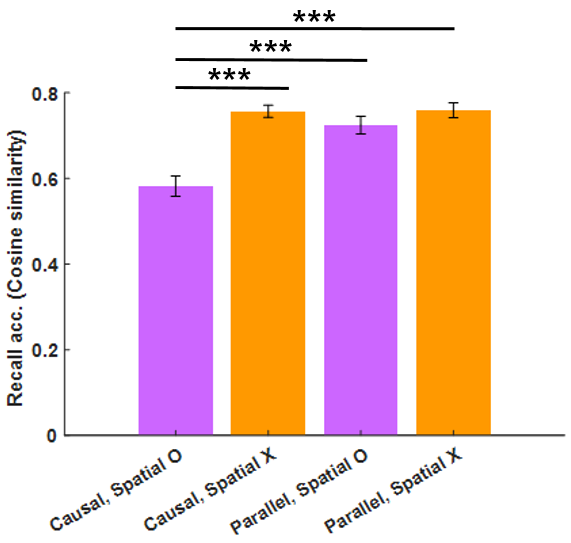 ***
***
***
0.8
0.6
0.4
0.2
0
Recall acc. (Cosine similarity)
Causal, Spatial O
Causal, Spatial X
Parallel, Spatial O
Parallel, Spatial X